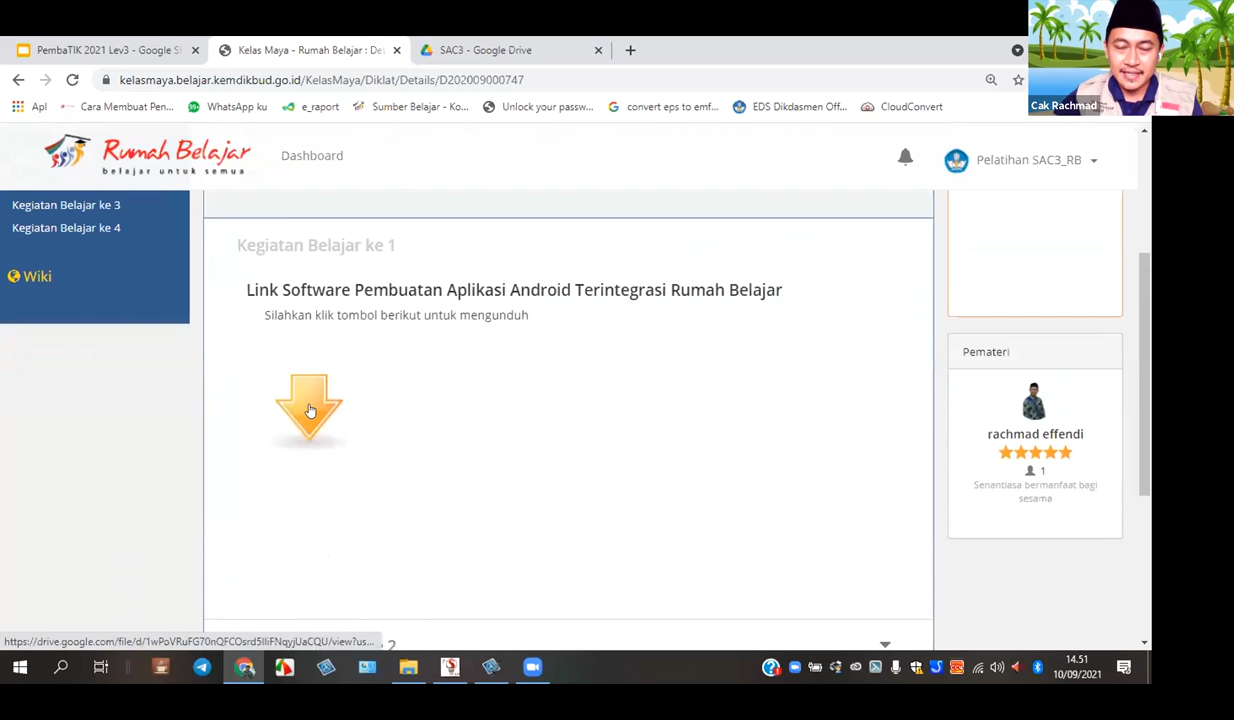 PembaTIK 2021 Lev3 - Google Sl
Kelas Maya - Rumah Belajar : De
SAC3 - Google Drive
kelasmaya.belajar.kemdikbud.go.id/KelasMaya/Diklat/Details/D202009000747
Apl
Cara Membuat Pen...
WhatsApp ku
e_raport
Sumber Belajar - Ko...
Unlock your passw...
convert eps to emf...
EDS Dikdasmen Off...
CloudConvert
Cak Rachmad
Rumah Belajar
belajar untuk semua
Dashboard
Pelatihan SAC3_RB
Kegiatan Belajar ke 3
Kegiatan Belajar ke 4
Wiki
Kegiatan Belajar ke 1
Link Software Pembuatan Aplikasi Android Terintegrasi Rumah Belajar
Silahkan klik tombol berikut untuk mengunduh
Pemateri
rachmad effendi
1
Senantiasa bermanfaat bagi
sesama
2
14.51
10/09/2021